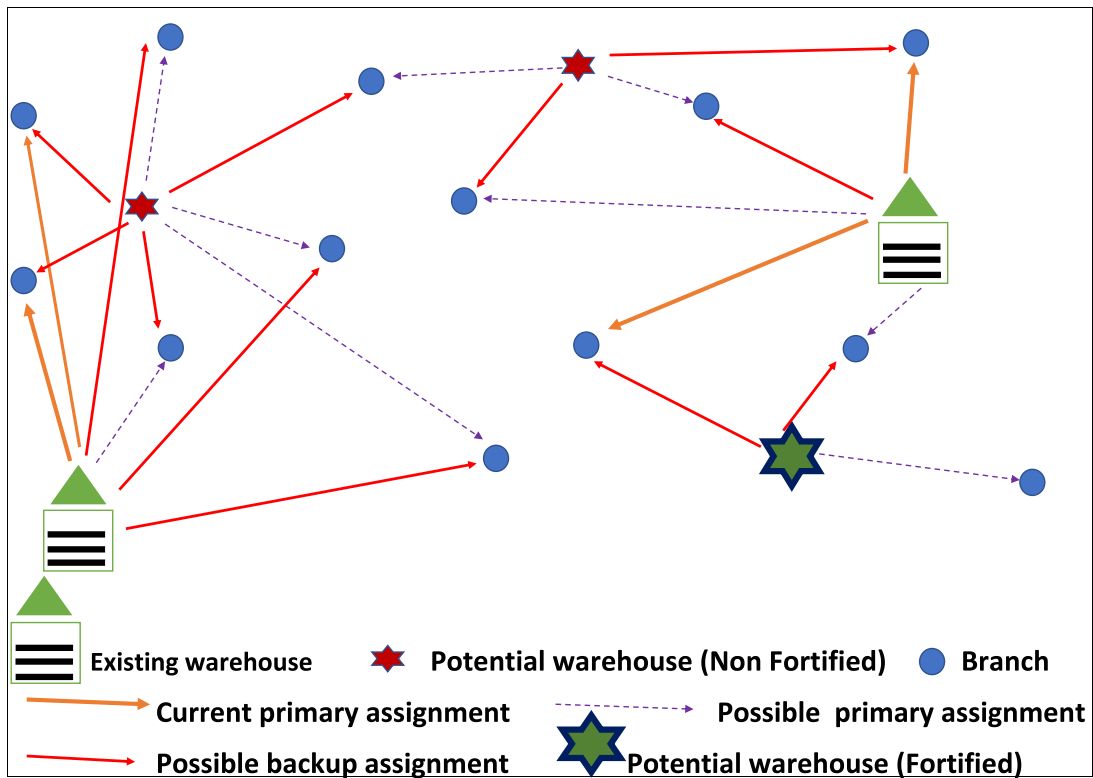 Existing warehouse
Potential warehouse (Non Fortified)
Branch
Current primary assignment
Possible  primary assignment
Possible backup assignment
Potential warehouse (Fortified)